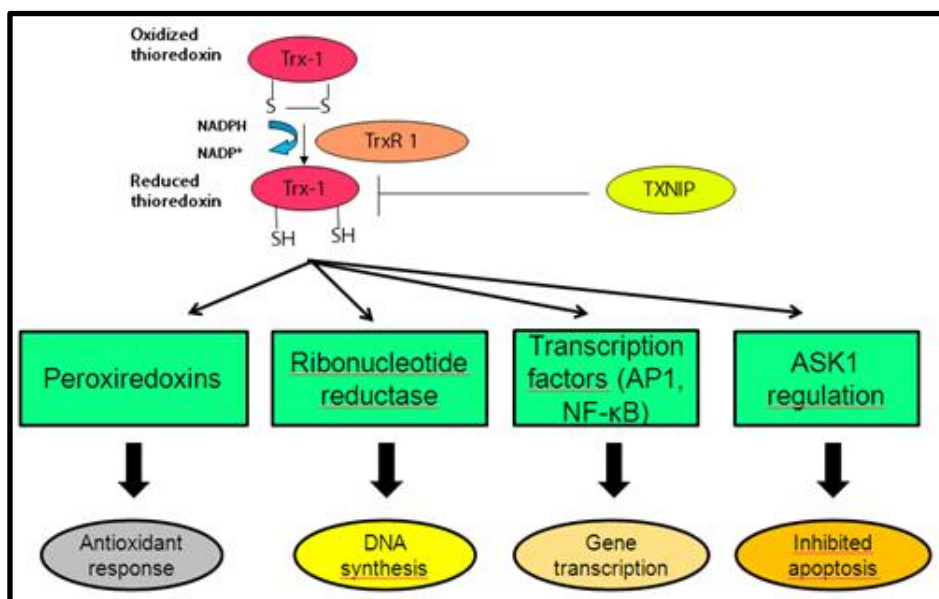 Oxidized
thioredoxin
Trx-1
S
S
NADPH
NADP+
TrxR 1
Reduced
thioredoxin
Trx-1
TXNIP
SH
SH
Peroxiredoxins
Ribonucleotide
reductase
Transcription
factors (AP1,
NF-κB)
ASK1
regulation
Antioxidant
response
DNA
synthesis
Gene
transcription
Inhibited
apoptosis